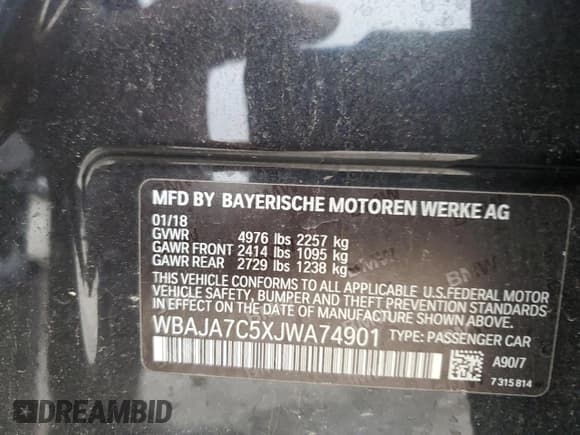 MFD BY BAYERISCHE MOTOREN WERKE AG
01/18
GVWR 4976 lbs 2257 kg
GAWR FRONT 2414 lbs 1095 kg
GAWR REAR 2729 lbs 1238 kg
THIS VEHICLE CONFORMS TO ALL APPLICABLE U.S.FEDERAL MOTOR
VEHICLE SAFETY, BUMPER AND THEFT PREVENTION STANDARDS
IN EFFECT ON THE DATE OF MANUFACTURE SHOWN ABOVE.
WBAJA7C5XJWA74901 TYPE: PASSENGER CAR
A90/7
7 315 814
BMW
DREAMBID